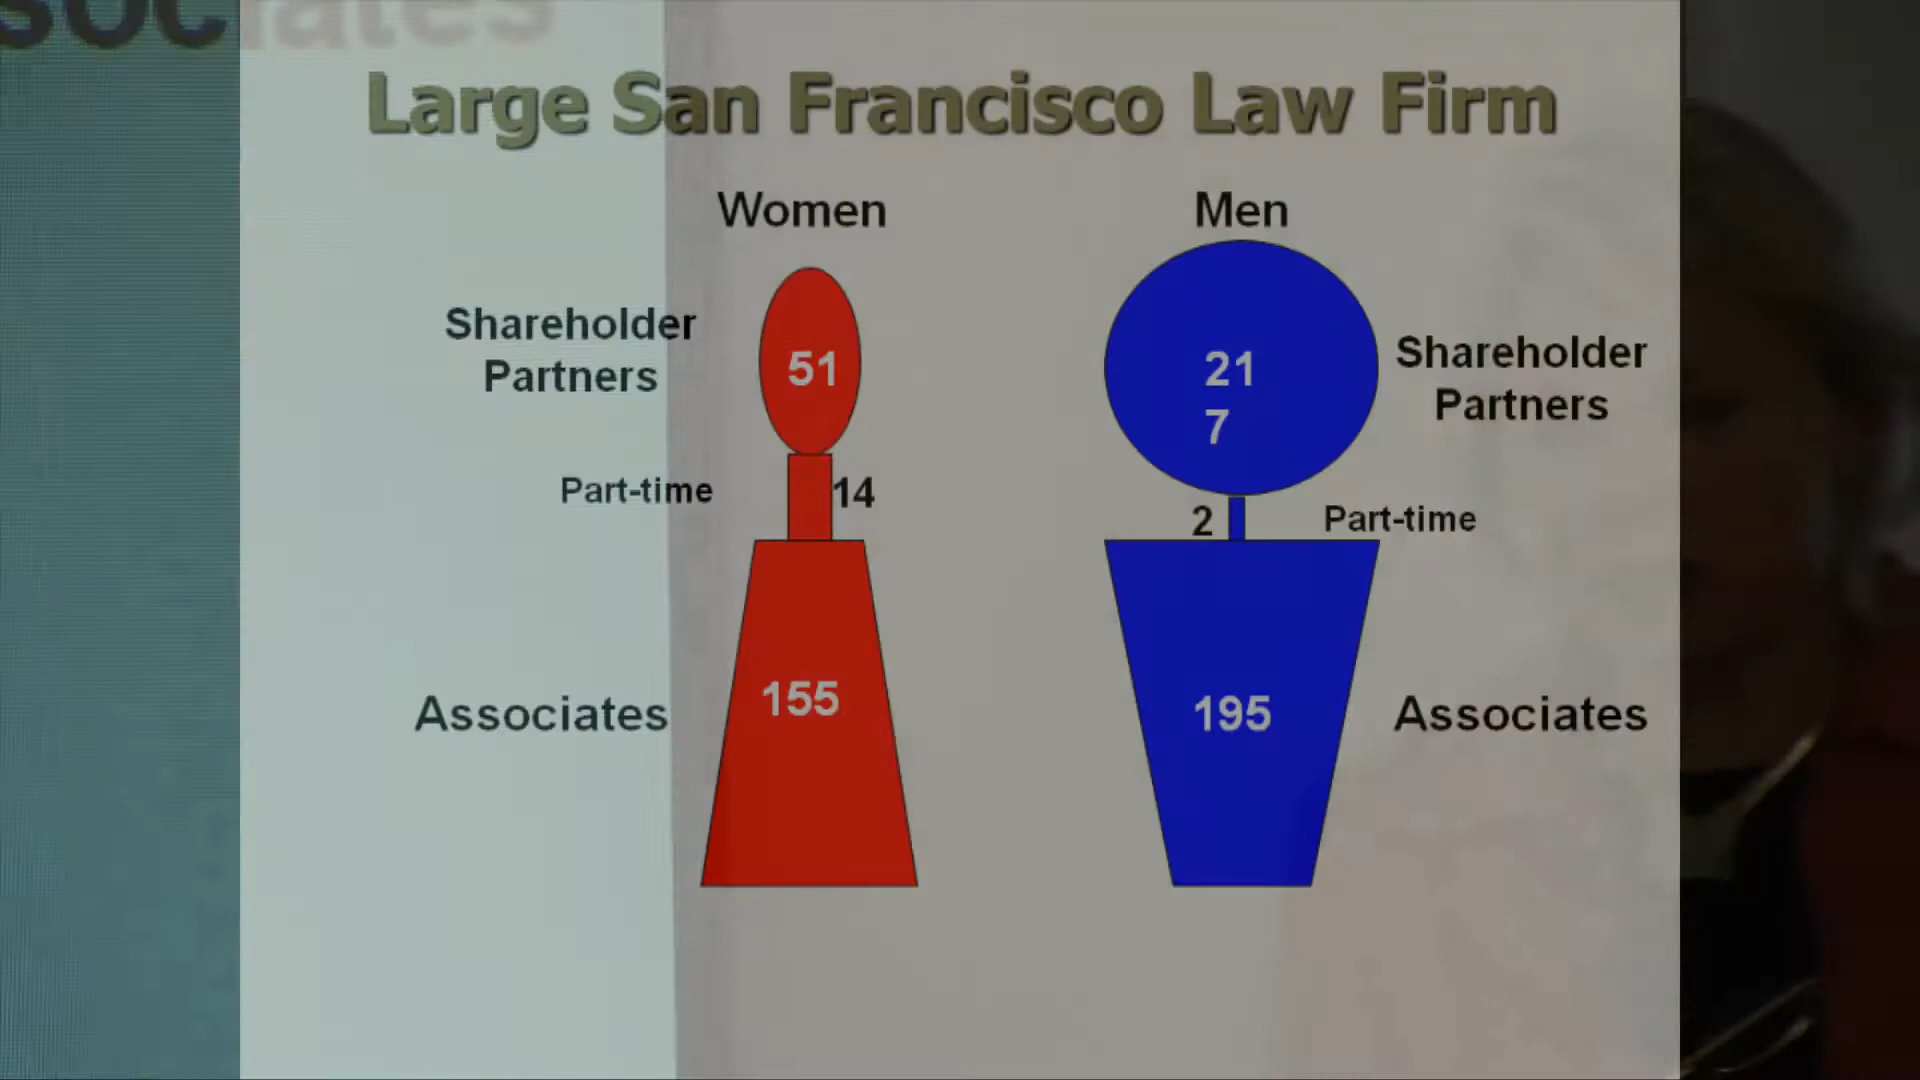 sociates
Large San Francisco Law Firm
Women
Men
Shareholder
Partners
51
21
7
Shareholder
Partners
Part-time
14
2
Part-time
Associates
155
195
Associates